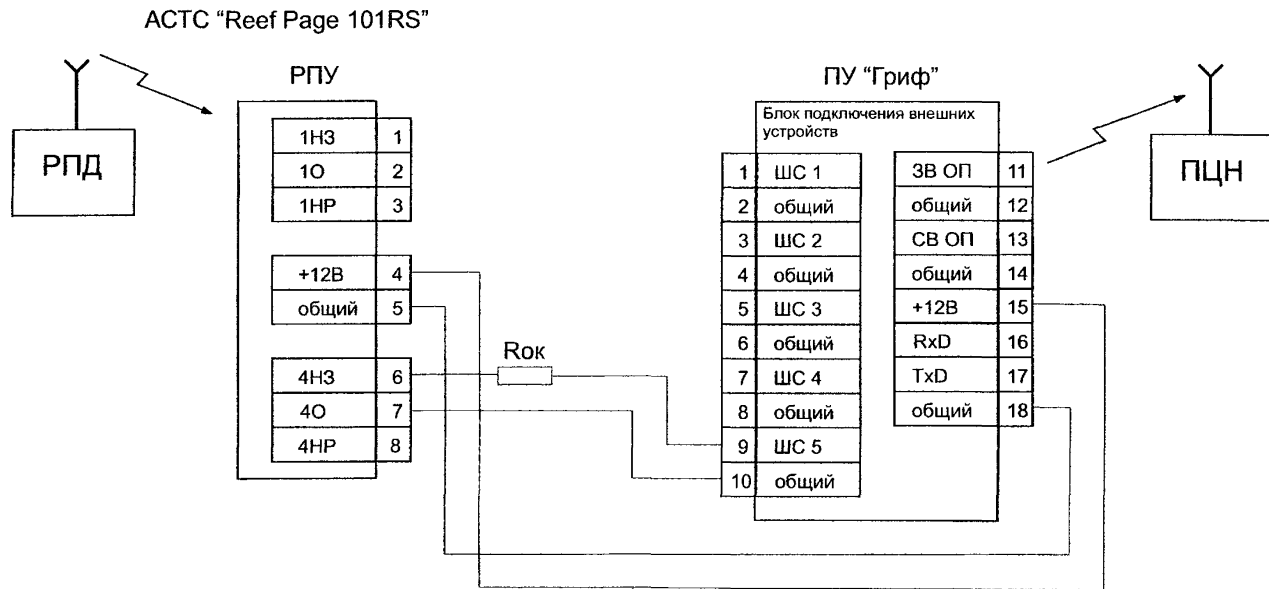 АСТС “Reef Page 101RS”
РПД
РПУ
1НЗ 1
1О 2
1НР 3
+12В 4
общий 5
4НЗ 6
4О 7
4НР 8
Rок
ПУ “Гриф”
Блок подключения внешних
устройств
1 ШС 1
2 общий
3 ШС 2
4 общий
5 ШС 3
6 общий
7 ШС 4
8 общий
9 ШС 5
10 общий
ЗВ ОП 11
общий 12
СВ ОП 13
общий 14
+12В 15
RxD 16
TxD 17
общий 18
ПЦН